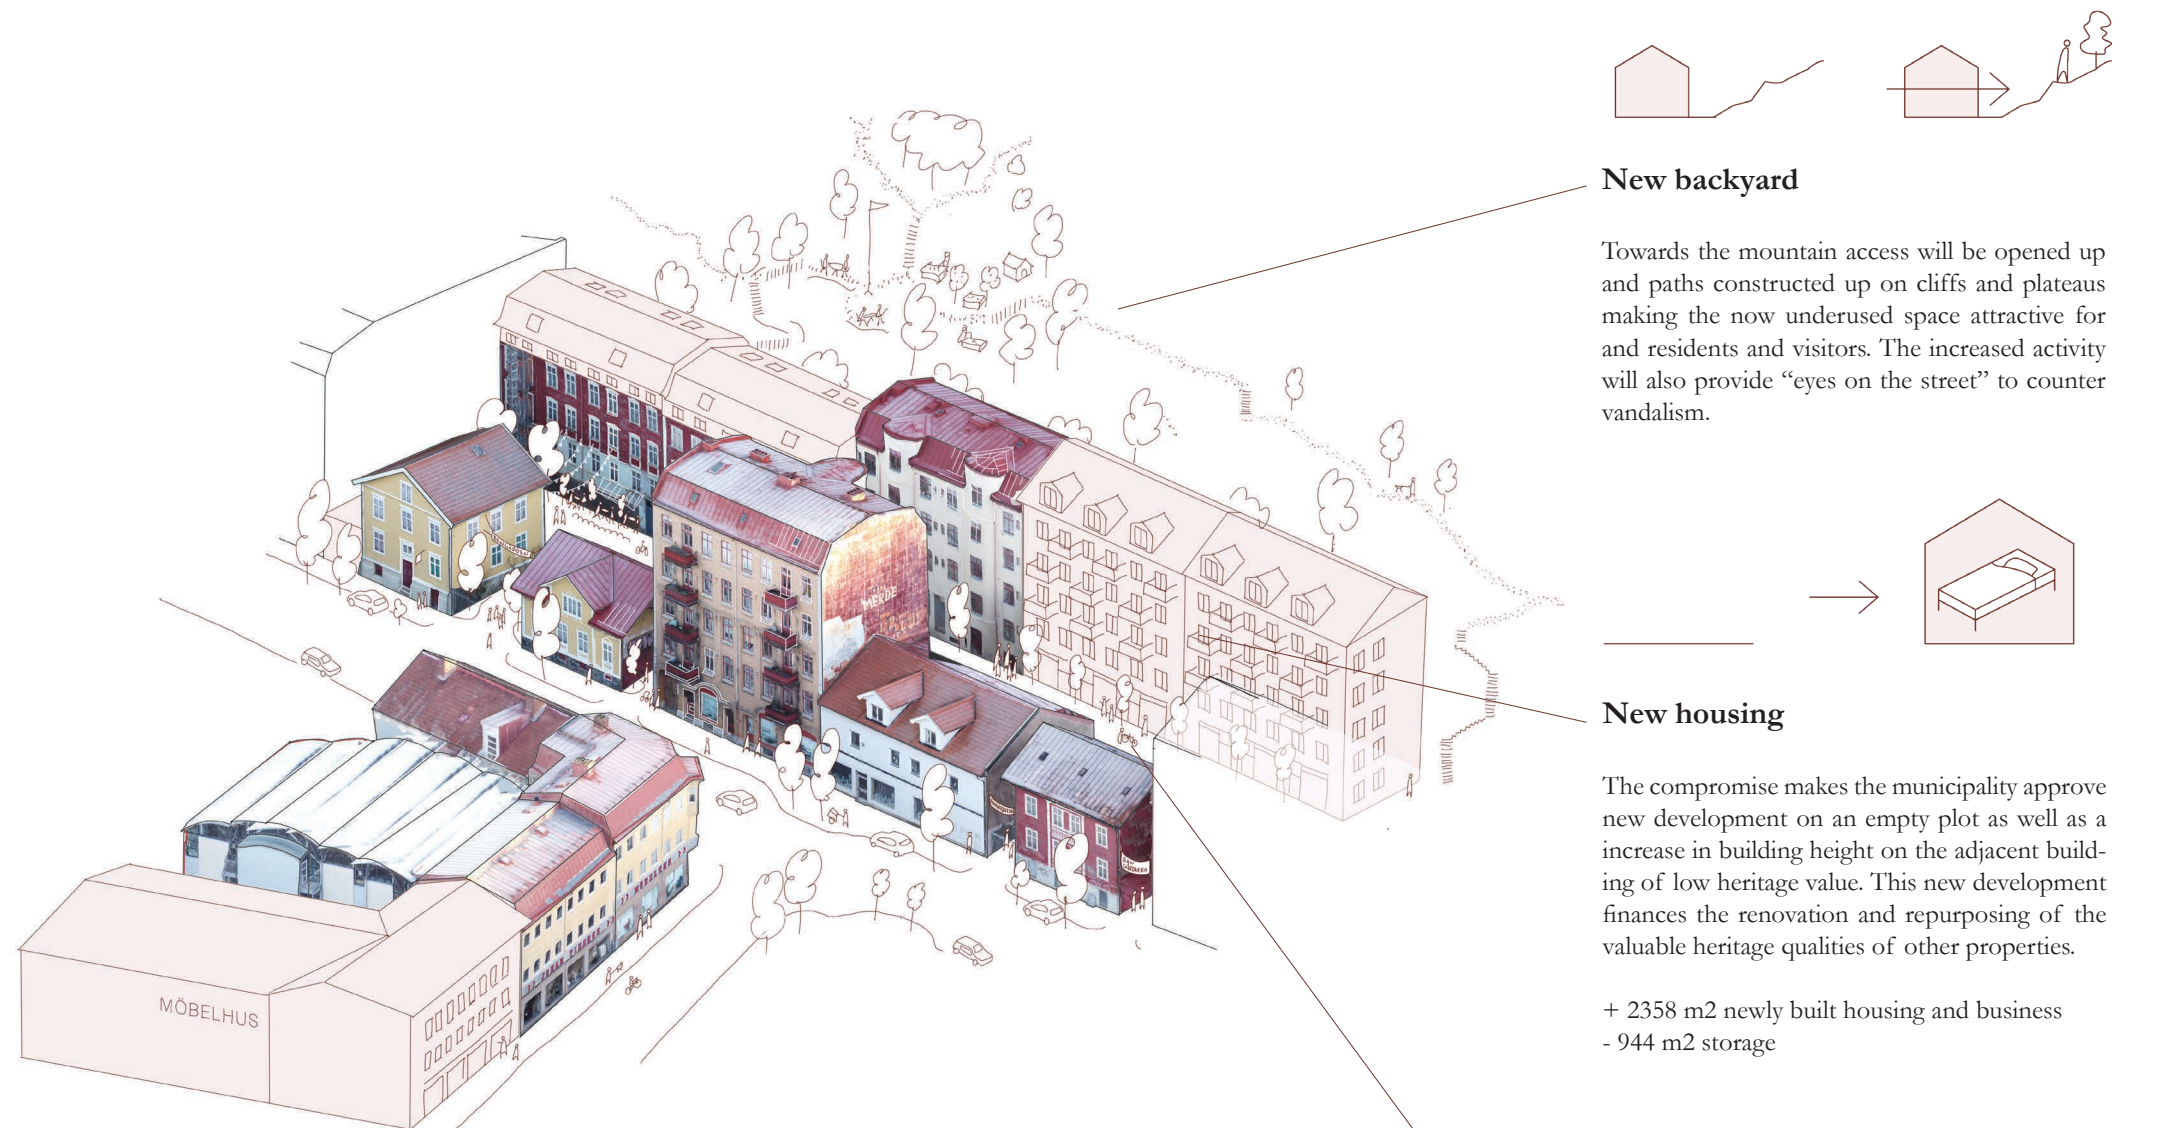 New backyard
Towards the mountain access will be opened up
and paths constructed up on cliffs and plateaus
making the now underused space attractive for
and residents and visitors. The increased activity
will also provide “eyes on the street” to counter
vandalism.
MERDE
New housing
The compromise makes the municipality approve
new development on an empty plot as well as a
increase in building height on the adjacent build-
ing of low heritage value. This new development
finances the renovation and repurposing of the
valuable heritage qualities of other properties.
+ 2358 m2 newly built housing and business
- 944 m2 storage
MÖBELHUS